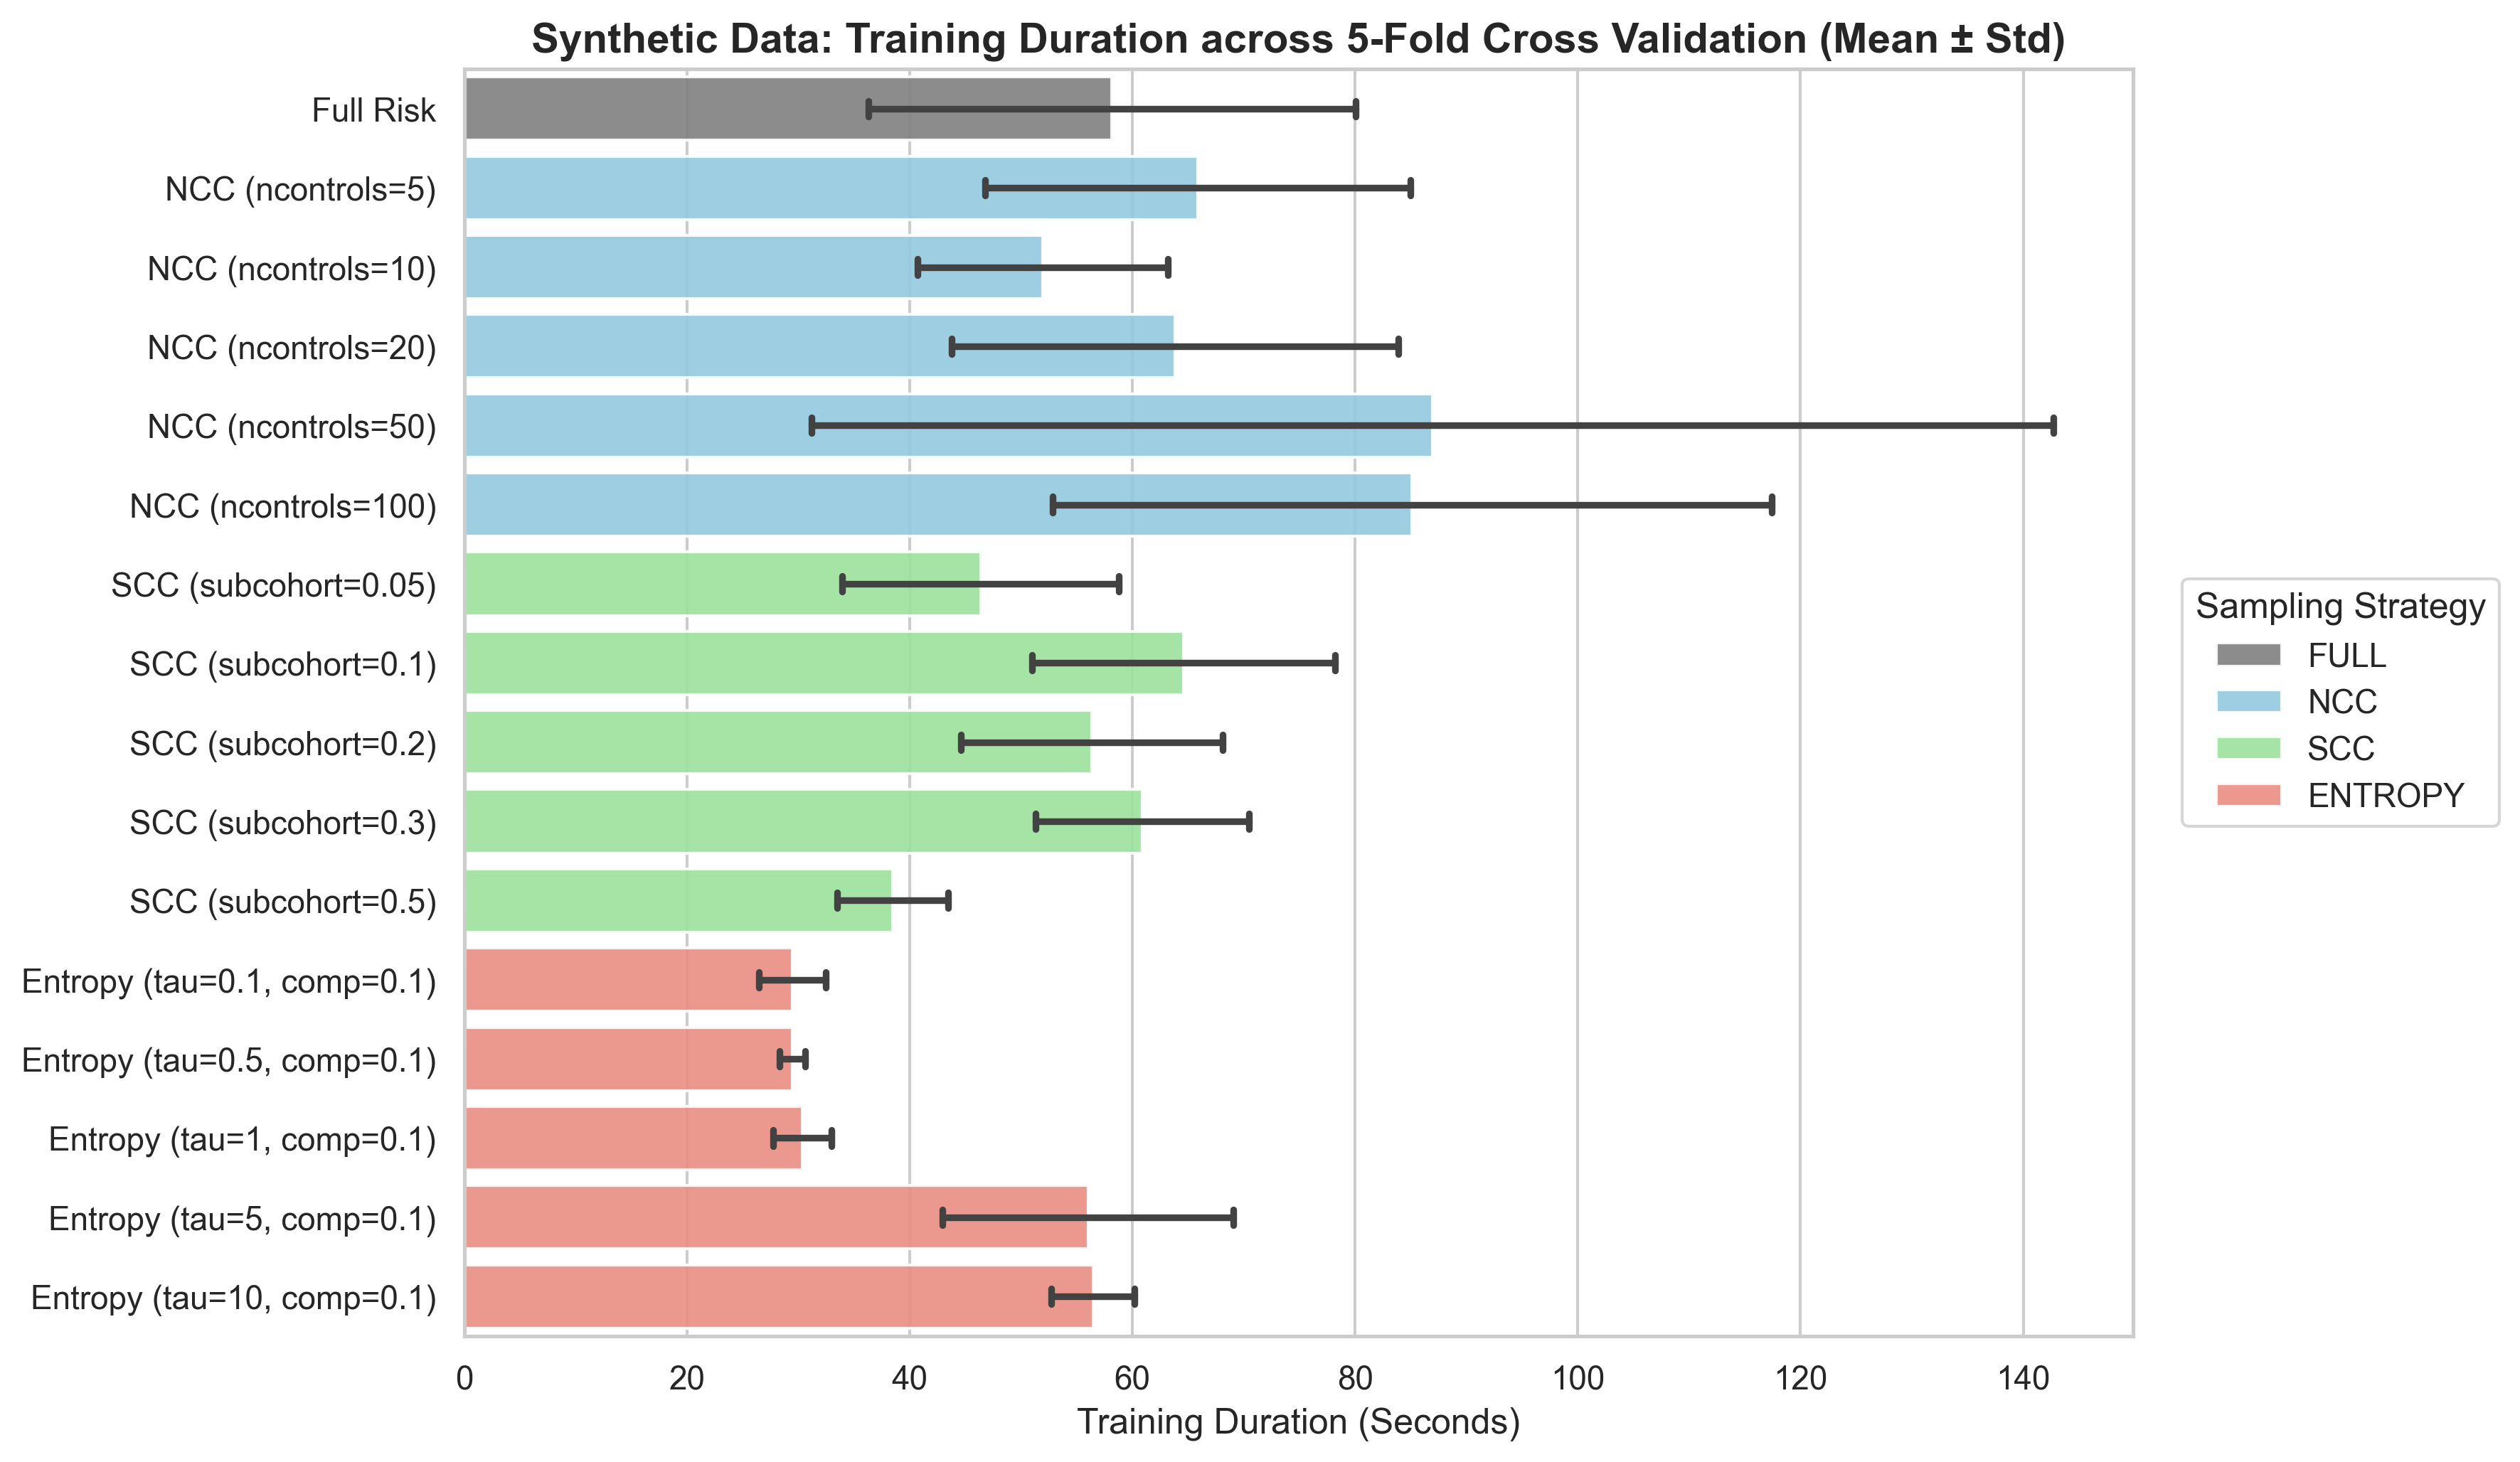 Synthetic Data: Training Duration across 5-Fold Cross Validation (Mean ± Std)
Full Risk
NCC (ncontrols=5)
NCC (ncontrols=10)
NCC (ncontrols=20)
NCC (ncontrols=50)
NCC (ncontrols=100)
SCC (subcohort=0.05)
SCC (subcohort=0.1)
SCC (subcohort=0.2)
SCC (subcohort=0.3)
SCC (subcohort=0.5)
Entropy (tau=0.1, comp=0.1)
Entropy (tau=0.5, comp=0.1)
Entropy (tau=1, comp=0.1)
Entropy (tau=5, comp=0.1)
Entropy (tau=10, comp=0.1)
0 20 40 60 80 100 120 140
Training Duration (Seconds)
Sampling Strategy
FULL
NCC
SCC
ENTROPY